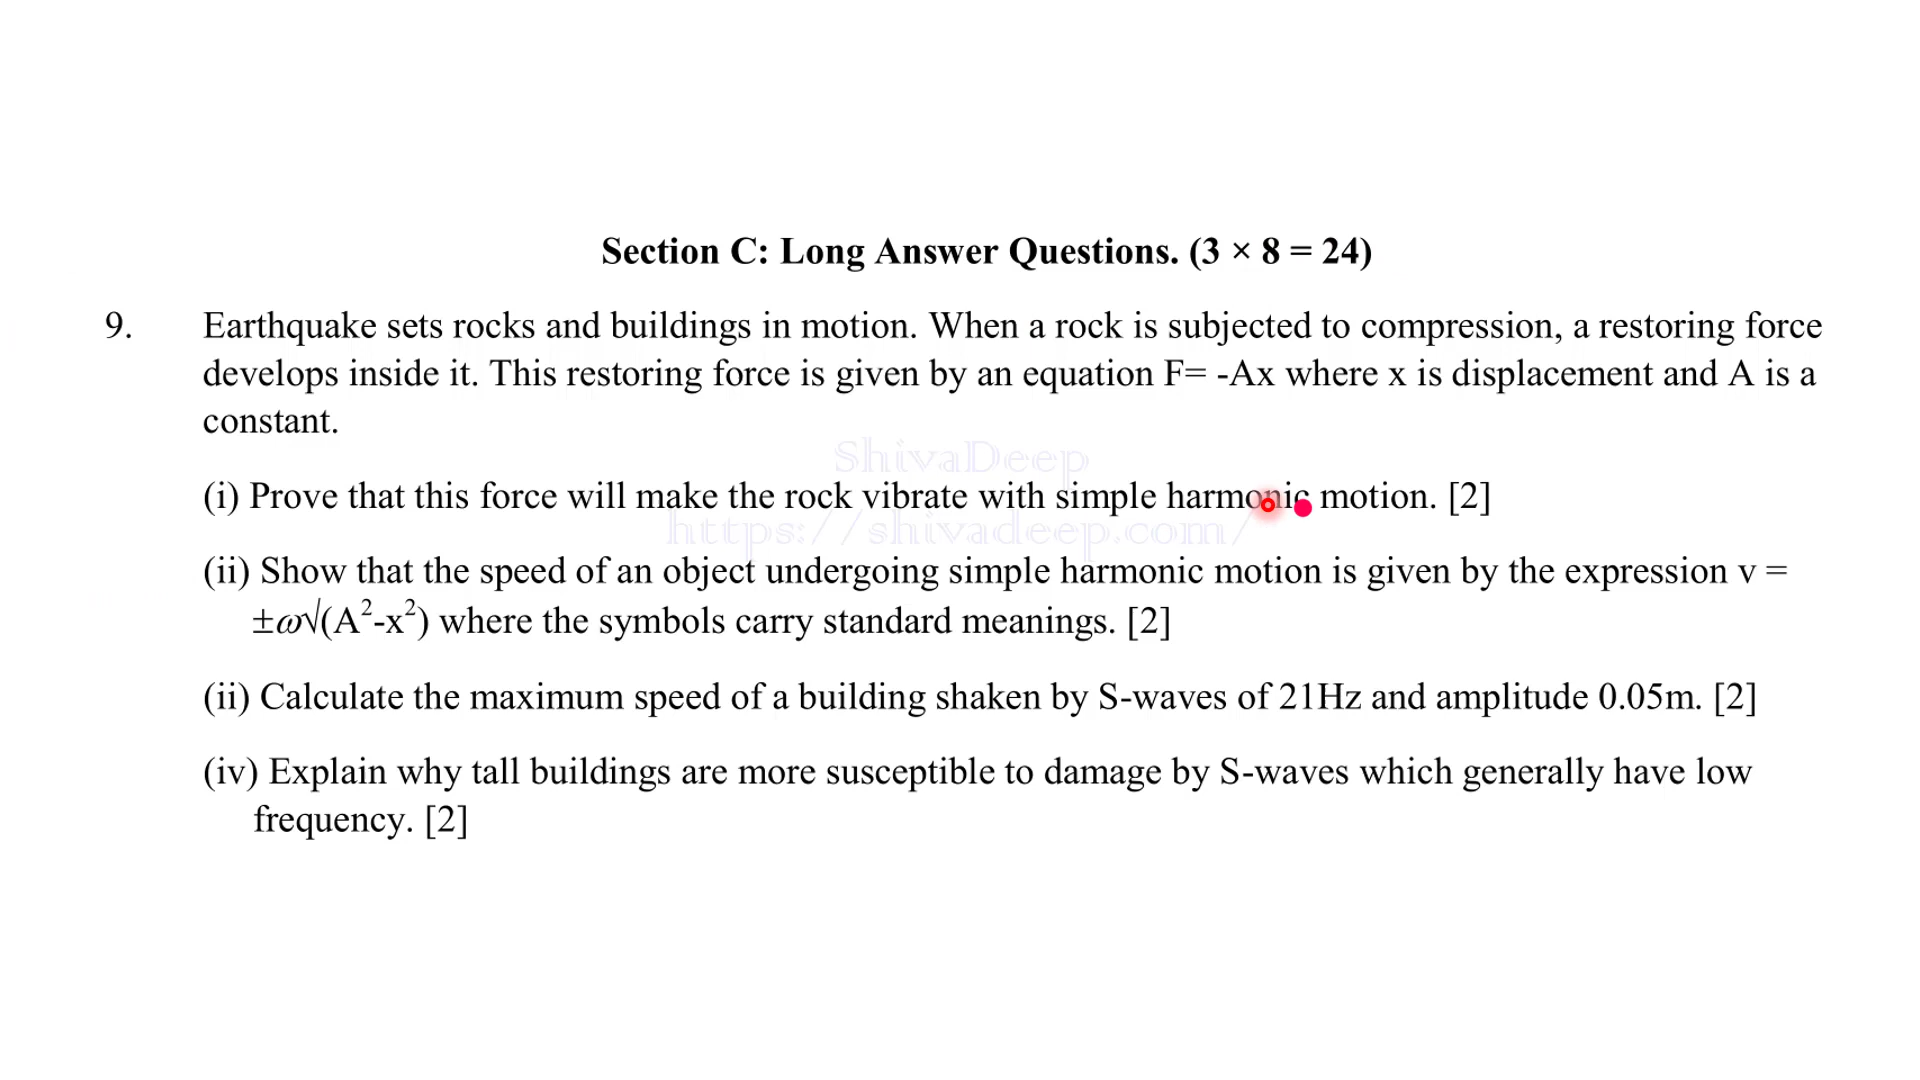 Section C: Long Answer Questions. (3 × 8 = 24)
9. Earthquake sets rocks and buildings in motion. When a rock is subjected to compression, a restoring force
develops inside it. This restoring force is given by an equation F= -Ax where x is displacement and A is a
constant.
ShivaDeep
(i) Prove that this force will make the rock vibrate with simple harmonic motion. [2]
https://shivadeep.com/
(ii) Show that the speed of an object undergoing simple harmonic motion is given by the expression v =
±ω√(A²-x²) where the symbols carry standard meanings. [2]
(ii) Calculate the maximum speed of a building shaken by S-waves of 21Hz and amplitude 0.05m. [2]
(iv) Explain why tall buildings are more susceptible to damage by S-waves which generally have low
frequency. [2]